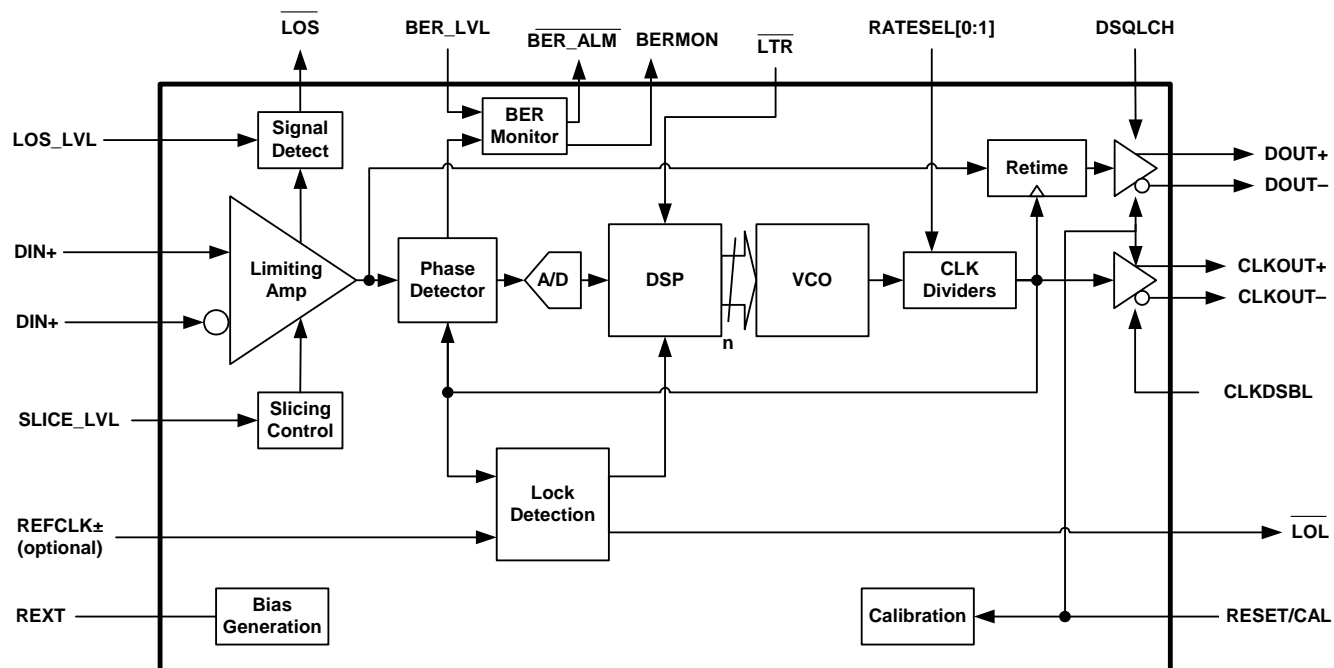 LOS
BER_LVL
BER_ALM
BERMON
LTR
RATESEL[0:1]
DSQLCH
LOS_LVL
Signal
Detect
BER
Monitor
Retime
DOUT+
DOUT–
DIN+
Limiting
Amp
Phase
Detector
A/D
DSP
n
VCO
CLK
Dividers
CLKOUT+
CLKOUT–
DIN+
CLKDSBL
SLICE_LVL
Slicing
Control
Lock
Detection
REFCLK±
(optional)
LOL
REXT
Bias
Generation
Calibration
RESET/CAL